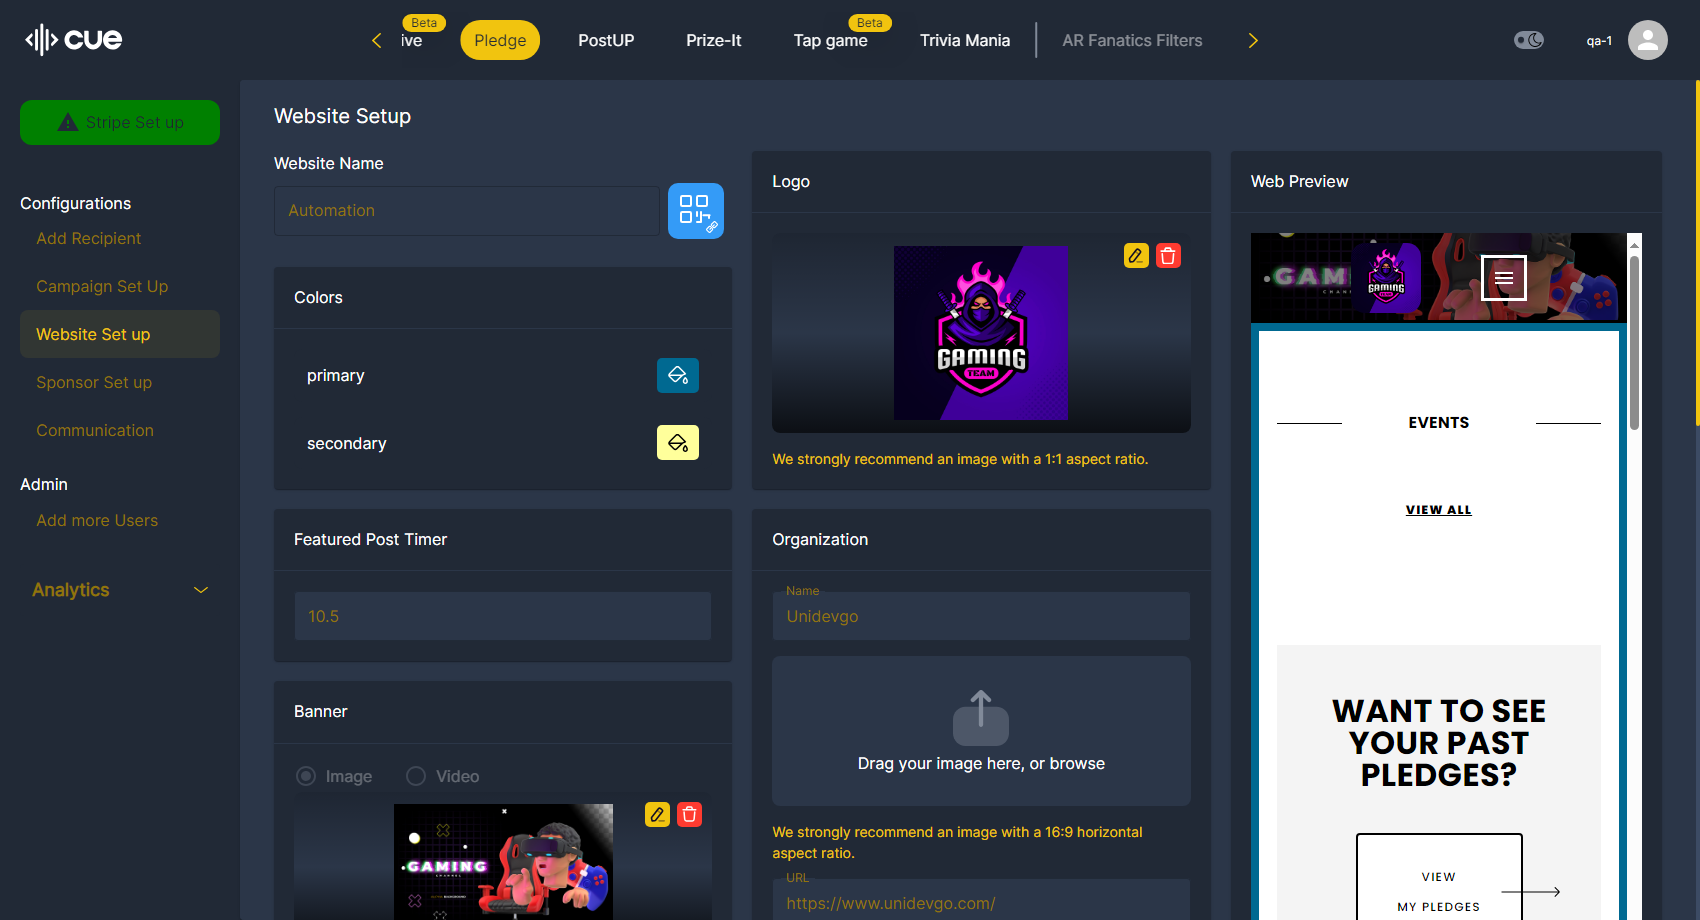 cue
Beta
ive
Pledge
PostUP
Prize-It
Beta
Tap game
Trivia Mania
AR Fanatics Filters
qa-1
Stripe Set up
Configurations
Add Recipient
Campaign Set Up
Website Set up
Sponsor Set up
Communication
Admin
Add more Users
Analytics
Website Setup
Website Name
Automation
Colors
primary
secondary
Featured Post Timer
10.5
Banner
Image
Video
GAMING
Logo
GAMING
TEAM
We strongly recommend an image with a 1:1 aspect ratio.
Organization
Name
Unidevgo
Drag your image here, or browse
We strongly recommend an image with a 16:9 horizontal
aspect ratio.
URL
https://www.unidevgo.com/
Web Preview
GAMI
GAMING
TEAM
EVENTS
VIEW ALL
WANT TO SEE
YOUR PAST
PLEDGES?
VIEW
MY PLEDGES